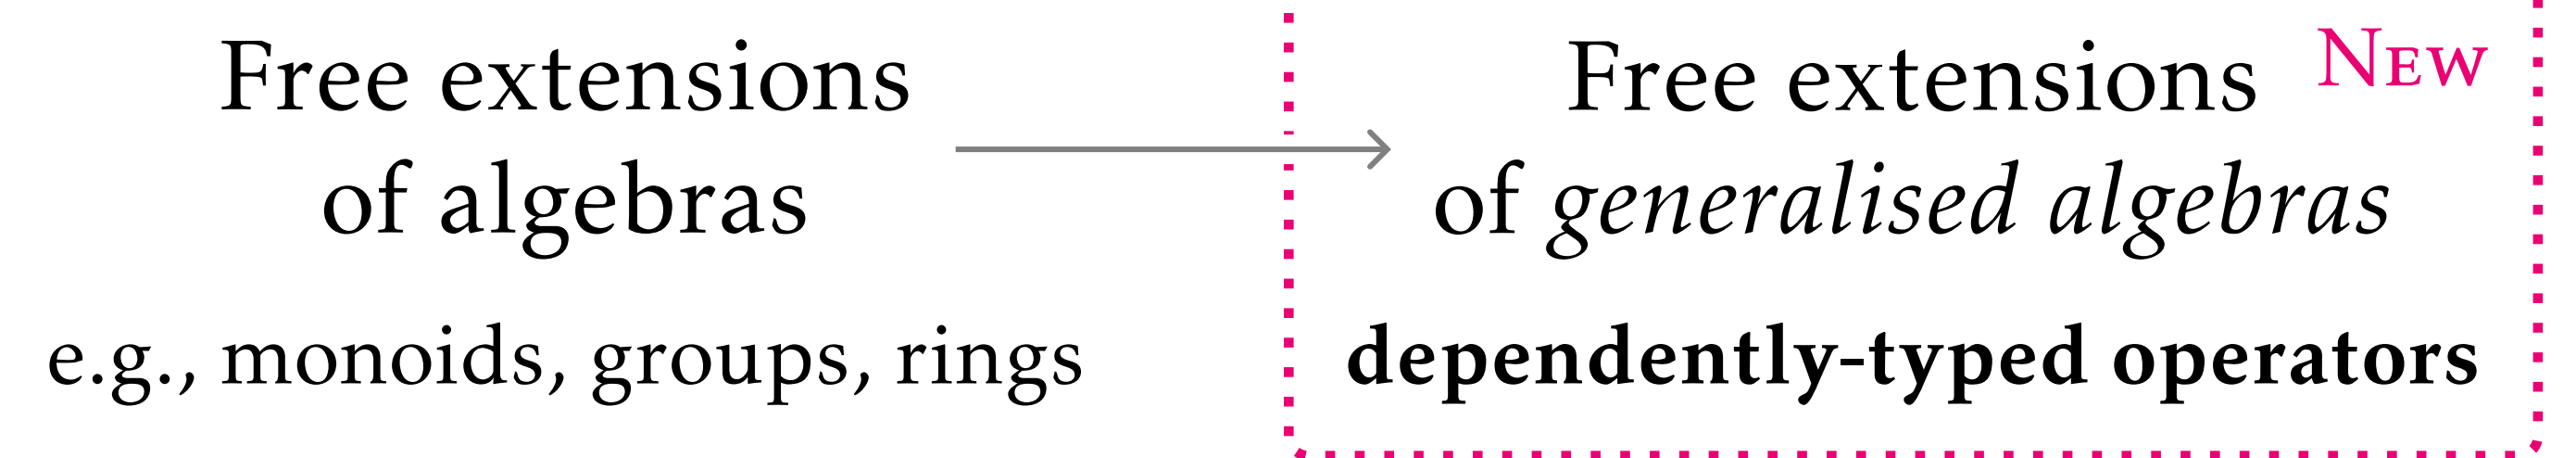 Free extensions
of algebras
e.g., monoids, groups, rings
Free extensions
NEW
of generalised algebras
dependently-typed operators